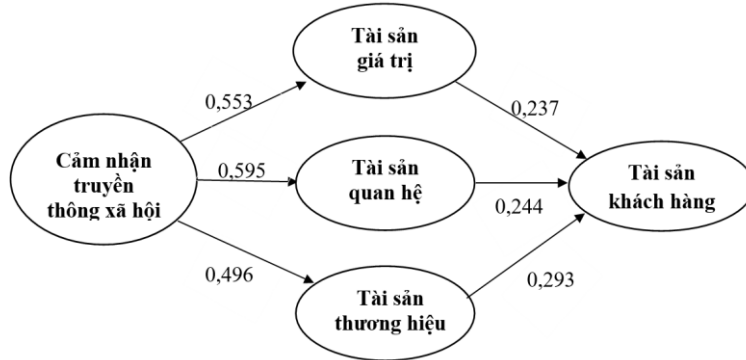 Tài sản
giá trị
0,553
0,237
Cảm nhận
truyền
thông xã hội
0,595
Tài sản
quan hệ
0,244
Tài sản
khách hàng
0,496
Tài sản
thương hiệu
0,293